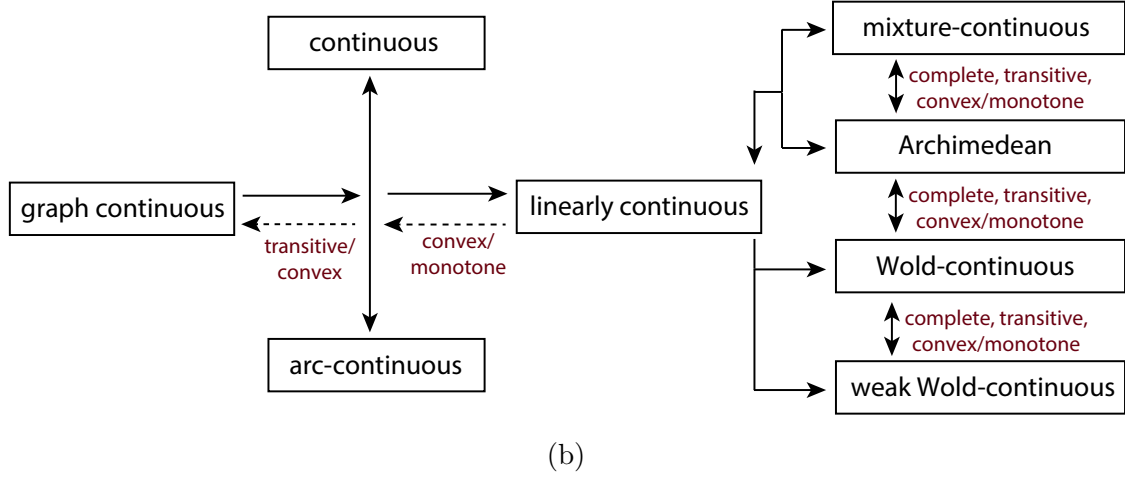 continuous
graph continuous
transitive/
convex
arc-continuous
convex/
monotone
linearly continuous
mixture-continuous
complete, transitive,
convex/monotone
Archimedean
complete, transitive,
convex/monotone
Wold-continuous
complete, transitive,
convex/monotone
weak Wold-continuous
(b)